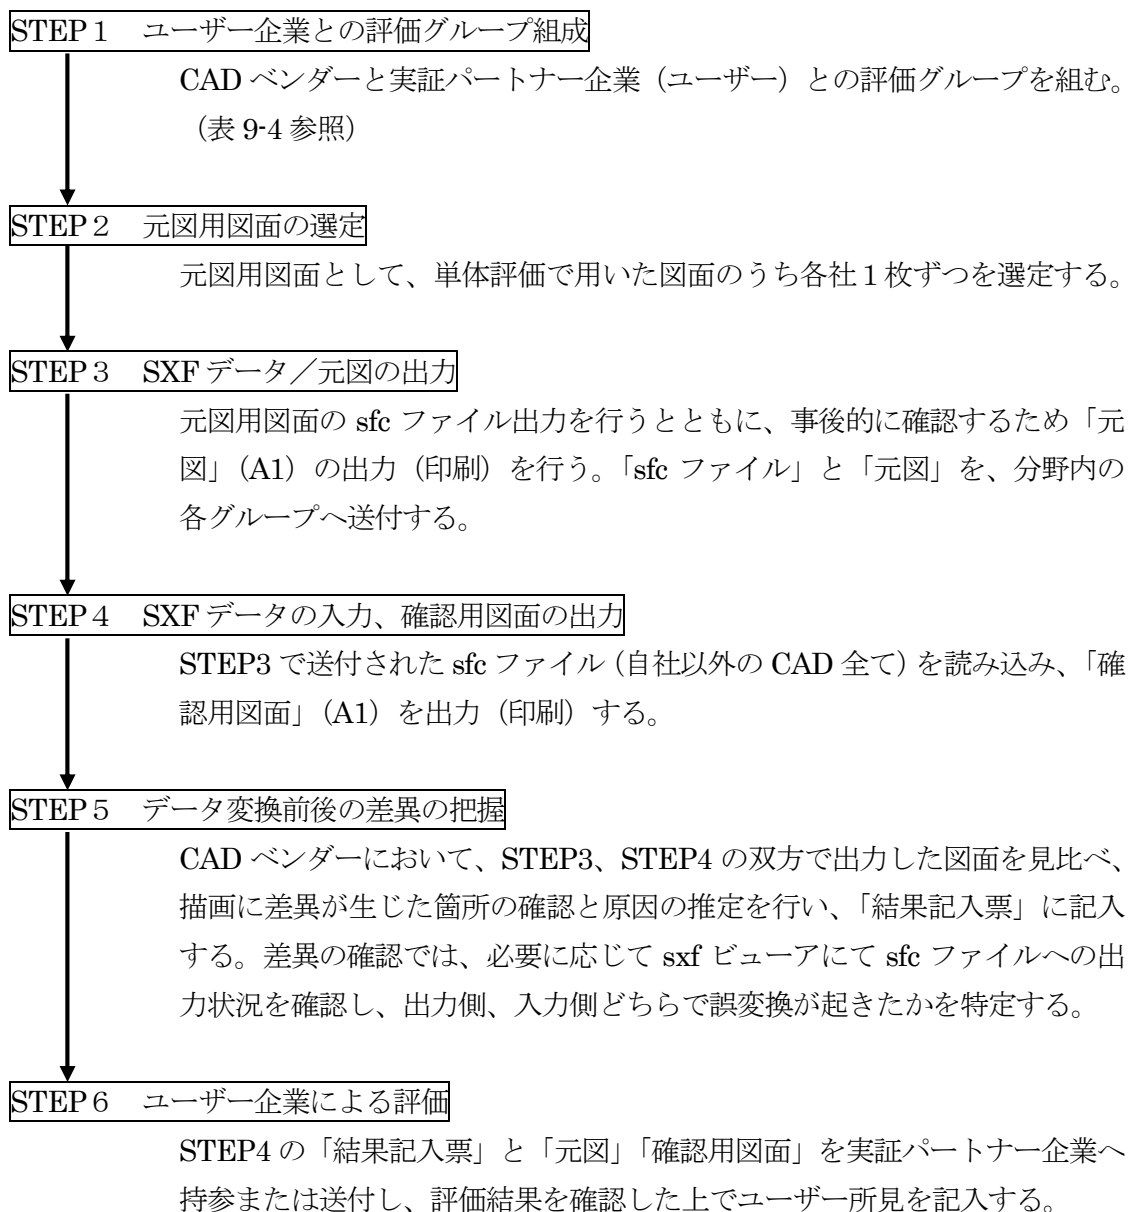 STEP１　ユーザー企業との評価グループ組成
CAD ベンダーと実証パートナー企業（ユーザー）との評価グループを組む。
（表 9-4 参照）
STEP２　元図用図面の選定
元図用図面として、単体評価で用いた図面のうち各社１枚ずつを選定する。
STEP３　SXF データ／元図の出力
元図用図面の sfc ファイル出力を行うとともに、事後的に確認するため「元
図」（A1）の出力（印刷）を行う。「sfc ファイル」と「元図」を、分野内の
各グループへ送付する。
STEP４　SXF データの入力、確認用図面の出力
STEP3 で送付された sfc ファイル（自社以外の CAD 全て）を読み込み、「確
認用図面」（A1）を出力（印刷）する。
STEP５　データ変換前後の差異の把握
CAD ベンダーにおいて、STEP3、STEP4 の双方で出力した図面を見比べ、
描画に差異が生じた箇所の確認と原因の推定を行い、「結果記入票」に記入
する。差異の確認では、必要に応じて sxf ビューアにて sfc ファイルへの出
力状況を確認し、出力側、入力側どちらで誤変換が起きたかを特定する。
STEP６　ユーザー企業による評価
STEP4 の「結果記入票」と「元図」「確認用図面」を実証パートナー企業へ
持参または送付し、評価結果を確認した上でユーザー所見を記入する。